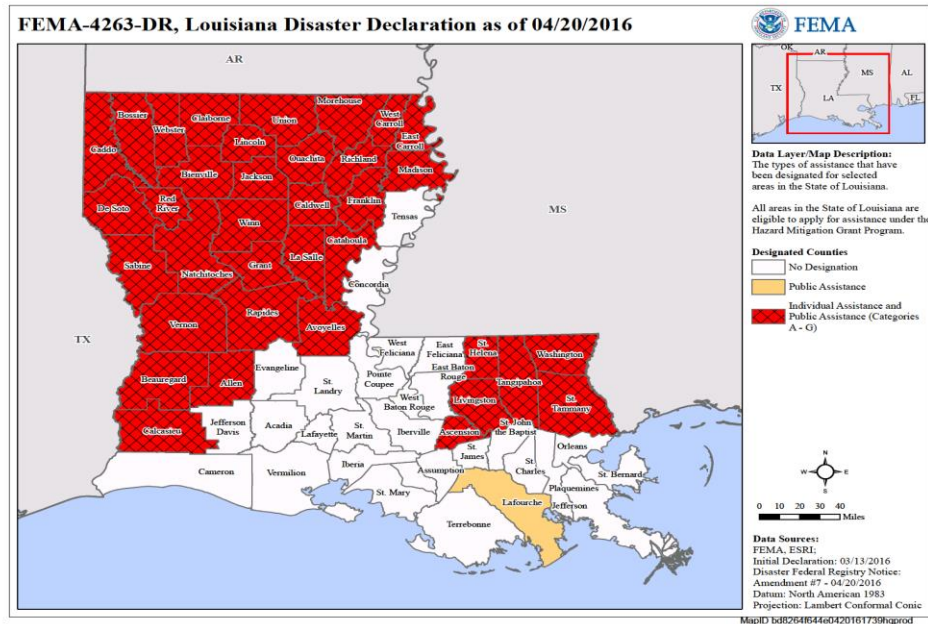 FEMA-4263-DR, Louisiana Disaster Declaration as of 04/20/2016
FEMA
AR
MS
TX
Bossier
Webster
Claiborne
Union
Morehouse
West
Carroll
East
Carroll
Caddo
Lincoln
Ouachita
Richland
Madison
Bienville
Jackson
De Soto
Red
River
Caldwell
Franklin
Tensas
Winn
Catahoula
Sabine
Natchitoches
Grant
La Salle
Concordia
Vernon
Rapides
Avoyelles
Beauregard
Allen
Evangeline
St.
Landry
Pointe
Coupee
West
Feliciana
East
Feliciana
East Baton
Rouge
St.
Helena
Washington
Tangipahoa
Livingston
St.
Tammany
West
Baton Rouge
Calcasieu
Jefferson
Davis
Acadia
Lafayette
St.
Martin
Iberville
Ascension
St. John
the Baptist
St.
James
Orleans
Cameron
Vermilion
Iberia
Assumption
St.
Charles
St. Bernard
St. Mary
Lafourche
Plaquemines
Jefferson
Terrebonne
OK
AR
TX
LA
MS
AL
FL
Data Layer/Map Description:
The types of assistance that have
been designated for selected
areas in the State of Louisiana.
All areas in the State of Louisiana are
eligible to apply for assistance under the
Hazard Mitigation Grant Program.
Designated Counties
No Designation
Public Assistance
Individual Assistance and
Public Assistance (Categories
A - G)
N
W
E
S
0 10 20 30 40
Miles
Data Sources:
FEMA, ESRI;
Initial Declaration: 03/13/2016
Disaster Federal Registry Notice:
Amendment #7 - 04/20/2016
Datum: North American 1983
Projection: Lambert Conformal Conic
MapID bd8264f644e0420161739hqprod